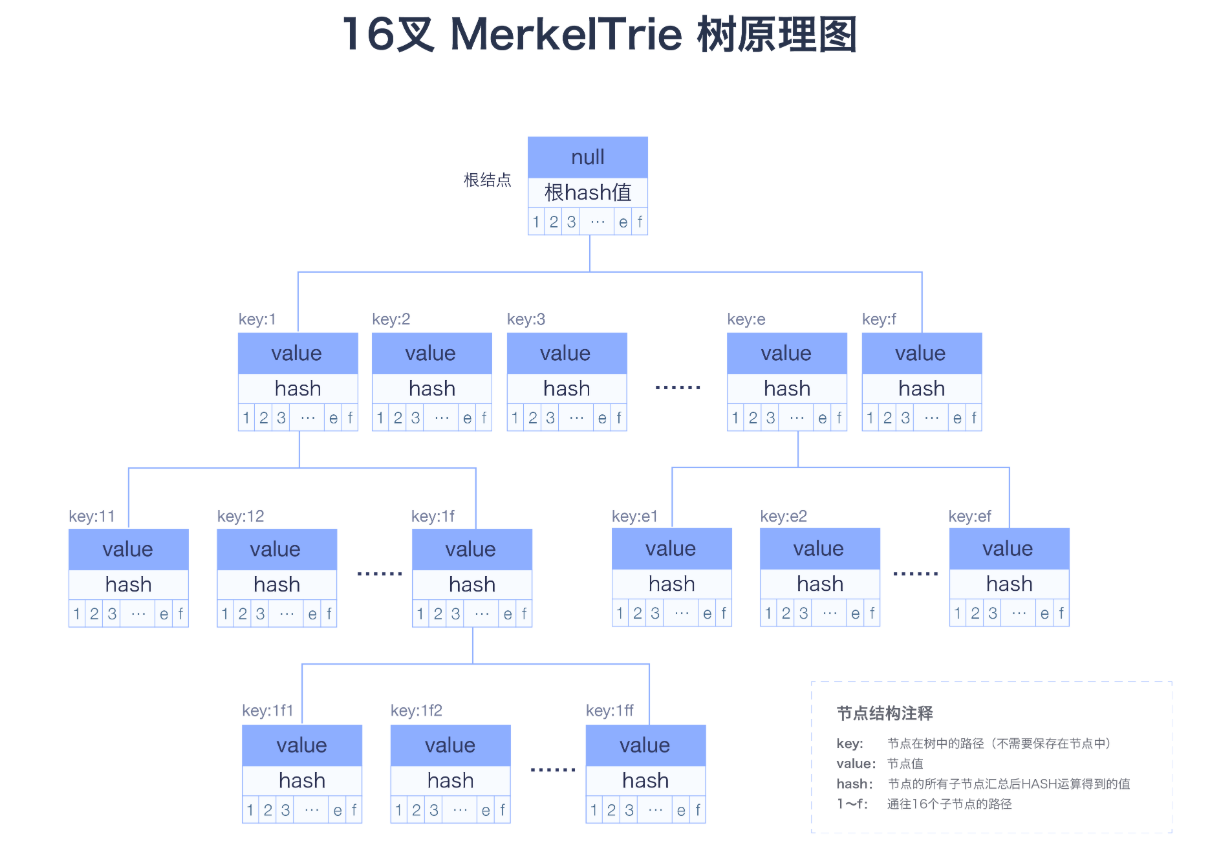 16叉 MerkelTrie 树原理图
null
根结点
根hash值
1 2 3 ··· e f
key:1 key:2 key:3 key:e key:f
value value value value value
hash hash hash ······ hash hash
1 2 3 ··· e f 1 2 3 ··· e f 1 2 3 ··· e f 1 2 3 ··· e f 1 2 3 ··· e f
key:11 key:12 key:1f key:e1 key:e2 key:ef
value value value value value value
hash hash ······ hash hash hash ······ hash
1 2 3 ··· e f 1 2 3 ··· e f 1 2 3 ··· e f 1 2 3 ··· e f 1 2 3 ··· e f 1 2 3 ··· e f
key:1f1 key:1f2 key:1ff
value value value
hash hash ······ hash
1 2 3 ··· e f 1 2 3 ··· e f 1 2 3 ··· e f
节点结构注释
key: 节点在树中的路径（不需要保存在节点中）
value: 节点值
hash: 节点的所有子节点汇总后HASH运算得到的值
1～f: 通往16个子节点的路径